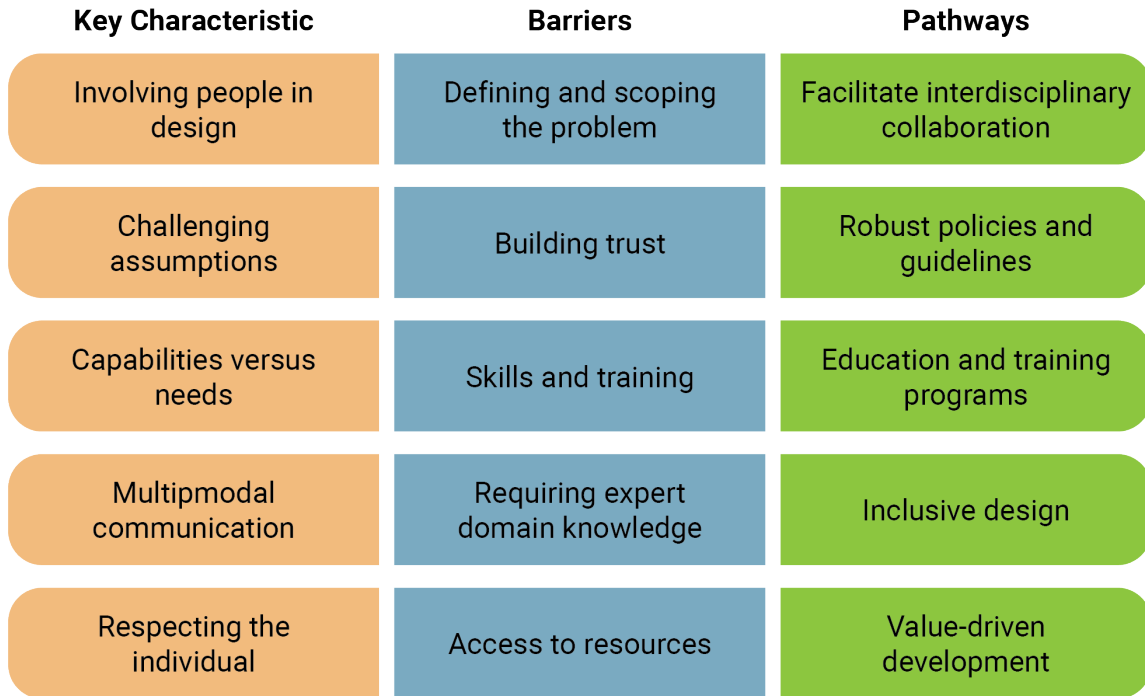 Key Characteristic
Barriers
Pathways
Involving people in
design
Defining and scoping
the problem
Facilitate interdisciplinary
collaboration
Challenging
assumptions
Building trust
Robust policies and
guidelines
Capabilities versus
needs
Skills and training
Education and training
programs
Multipmodal
communication
Requiring expert
domain knowledge
Inclusive design
Respecting the
individual
Access to resources
Value-driven
development